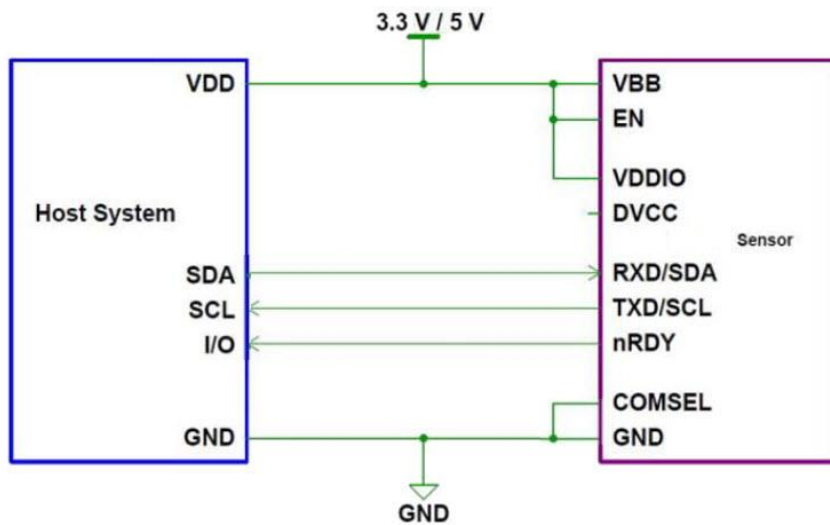 3.3 V / 5 V
VDD
VBB
EN
VDDIO
Host System
DVCC
Sensor
SDA
RXD/SDA
SCL
TXD/SCL
I/O
nRDY
COMSEL
GND
GND
GND